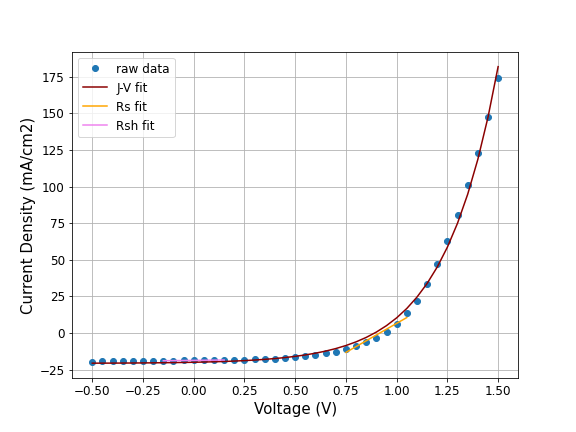 raw data
J-V fit
Rs fit
Rsh fit
175
150
125
100
75
50
25
0
−25
Current Density (mA/cm2)
−0.50 −0.25 0.00 0.25 0.50 0.75 1.00 1.25 1.50
Voltage (V)